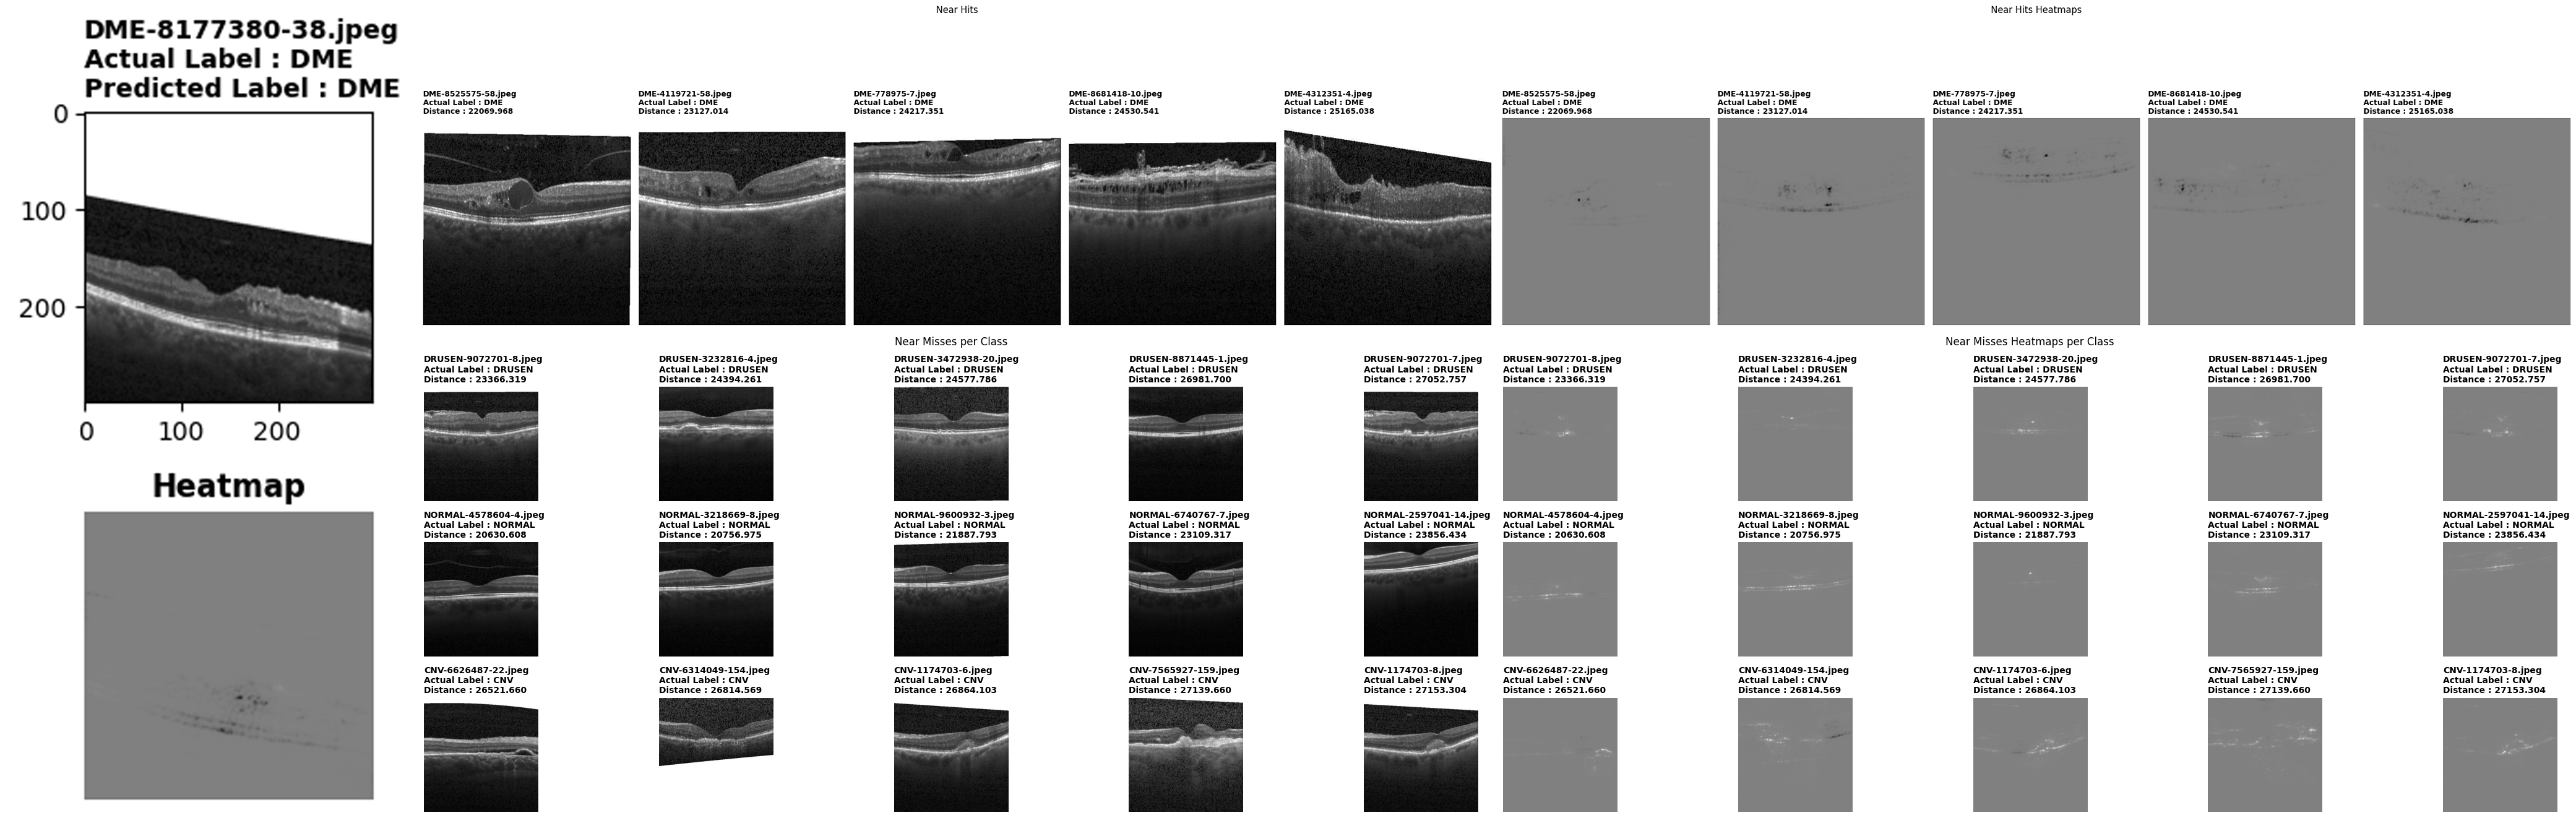 DME-8177380-38.jpeg
Actual Label : DME
Predicted Label : DME
0
100
200
0
100
200
Heatmap
Near Hits
DME-8525575-58.jpeg
Actual Label : DME
Distance : 22069.968
DME-4119721-58.jpeg
Actual Label : DME
Distance : 23127.014
DME-778975-7.jpeg
Actual Label : DME
Distance : 24217.351
DME-8681418-10.jpeg
Actual Label : DME
Distance : 24530.541
DME-4312351-4.jpeg
Actual Label : DME
Distance : 25165.038
Near Hits Heatmaps
DME-8525575-58.jpeg
Actual Label : DME
Distance : 22069.968
DME-4119721-58.jpeg
Actual Label : DME
Distance : 23127.014
DME-778975-7.jpeg
Actual Label : DME
Distance : 24217.351
DME-8681418-10.jpeg
Actual Label : DME
Distance : 24530.541
DME-4312351-4.jpeg
Actual Label : DME
Distance : 25165.038
Near Misses per Class
DRUSEN-9072701-8.jpeg
Actual Label : DRUSEN
Distance : 23366.319
DRUSEN-3232816-4.jpeg
Actual Label : DRUSEN
Distance : 24394.261
DRUSEN-3472938-20.jpeg
Actual Label : DRUSEN
Distance : 24577.786
DRUSEN-8871445-1.jpeg
Actual Label : DRUSEN
Distance : 26981.700
DRUSEN-9072701-7.jpeg
Actual Label : DRUSEN
Distance : 27052.757
NORMAL-4578604-4.jpeg
Actual Label : NORMAL
Distance : 20630.608
NORMAL-3218669-8.jpeg
Actual Label : NORMAL
Distance : 20756.975
NORMAL-9600932-3.jpeg
Actual Label : NORMAL
Distance : 21887.793
NORMAL-6740767-7.jpeg
Actual Label : NORMAL
Distance : 23109.317
NORMAL-2597041-14.jpeg
Actual Label : NORMAL
Distance : 23856.434
CNV-6626487-22.jpeg
Actual Label : CNV
Distance : 26521.660
CNV-6314049-154.jpeg
Actual Label : CNV
Distance : 26814.569
CNV-1174703-6.jpeg
Actual Label : CNV
Distance : 26864.103
CNV-7565927-159.jpeg
Actual Label : CNV
Distance : 27139.660
CNV-1174703-8.jpeg
Actual Label : CNV
Distance : 27153.304
Near Misses Heatmaps per Class
DRUSEN-9072701-8.jpeg
Actual Label : DRUSEN
Distance : 23366.319
DRUSEN-3232816-4.jpeg
Actual Label : DRUSEN
Distance : 24394.261
DRUSEN-3472938-20.jpeg
Actual Label : DRUSEN
Distance : 24577.786
DRUSEN-8871445-1.jpeg
Actual Label : DRUSEN
Distance : 26981.700
DRUSEN-9072701-7.jpeg
Actual Label : DRUSEN
Distance : 27052.757
NORMAL-4578604-4.jpeg
Actual Label : NORMAL
Distance : 20630.608
NORMAL-3218669-8.jpeg
Actual Label : NORMAL
Distance : 20756.975
NORMAL-9600932-3.jpeg
Actual Label : NORMAL
Distance : 21887.793
NORMAL-6740767-7.jpeg
Actual Label : NORMAL
Distance : 23109.317
NORMAL-2597041-14.jpeg
Actual Label : NORMAL
Distance : 23856.434
CNV-6626487-22.jpeg
Actual Label : CNV
Distance : 26521.660
CNV-6314049-154.jpeg
Actual Label : CNV
Distance : 26814.569
CNV-1174703-6.jpeg
Actual Label : CNV
Distance : 26864.103
CNV-7565927-159.jpeg
Actual Label : CNV
Distance : 27139.660
CNV-1174703-8.jpeg
Actual Label : CNV
Distance : 27153.304